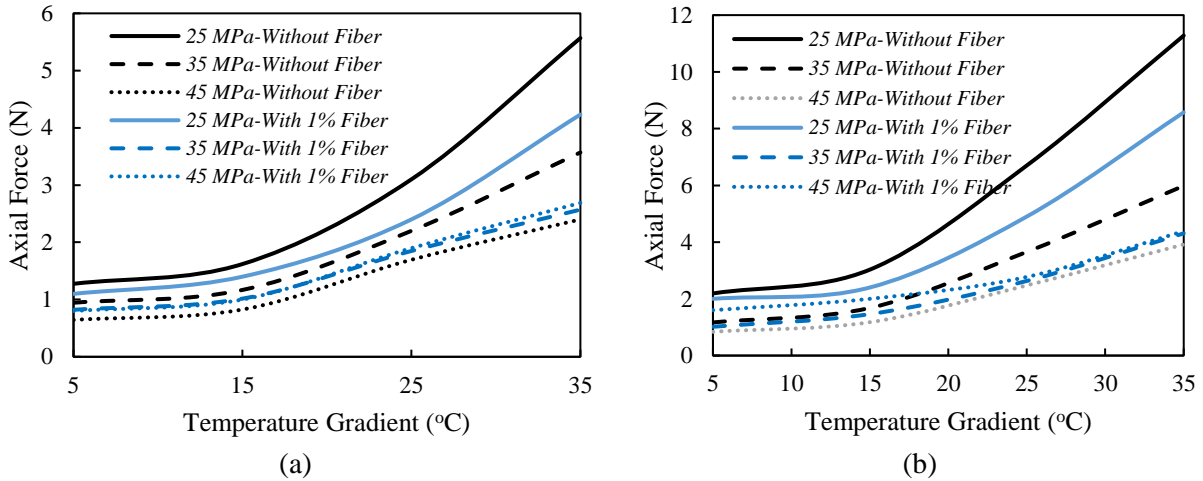 6
5
4
3
2
1
0
Axial Force (N)
25 MPa-Without Fiber
35 MPa-Without Fiber
45 MPa-Without Fiber
25 MPa-With 1% Fiber
35 MPa-With 1% Fiber
45 MPa-With 1% Fiber
5 15 25 35
Temperature Gradient (°C)
(a)
12
10
8
6
4
2
0
Axial Force (N)
25 MPa-Without Fiber
35 MPa-Without Fiber
45 MPa-Without Fiber
25 MPa-With 1% Fiber
35 MPa-With 1% Fiber
45 MPa-With 1% Fiber
5 10 15 20 25 30 35
Temperature Gradient (°C)
(b)